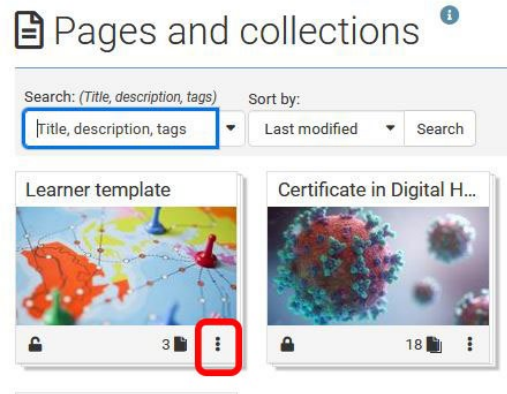 Pages and collections
Search: (Title, description, tags) Sort by:
Title, description, tags Last modified Search
Learner template Certificate in Digital H...
3 18